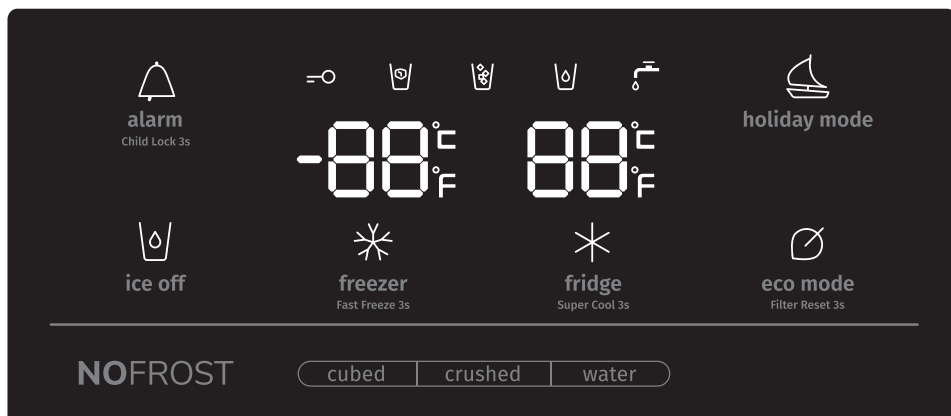 alarm
Child Lock 3s
-88°C °F
88°C °F
holiday mode
ice off
freezer
Fast Freeze 3s
fridge
Super Cool 3s
eco mode
Filter Reset 3s
NOFROST
cubed
crushed
water